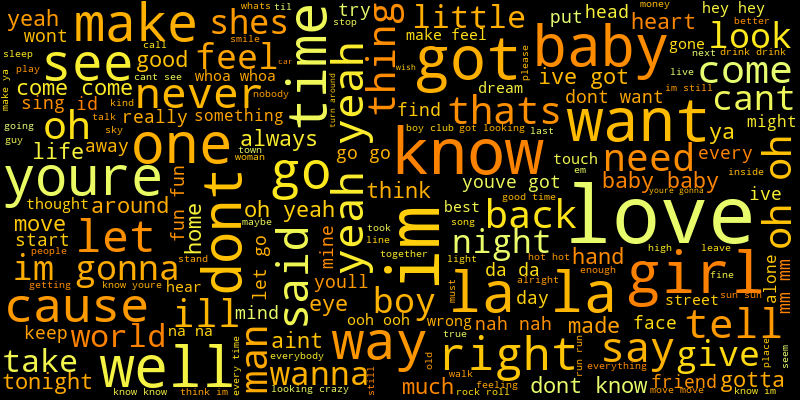 yeah
wont
make
shes
whats
til
try
stop
thing
little
put
head
hey hey
money
better
heart
gone
look
sleep
see
call
smile
good
feel
car
time
yeah yeah
make feel
got
please
baby
next
drink drink
live
come
play
cant see
whoa whoa
nobody
turn around
wish
ive got
come come
never
make ya
sing
id
kind
something
find
dream
dont want
im still
cant
thats
might
going
oh
talk
sky
really
boy club
got looking
last
want
ya
guy
life
away
one
town
woman
always
go go
know
touch
em
need
every
inside
oh oh
youre
fun fun
go
think
youve got
baby baby
youre gonna
ive
thought
around
dont
home
oh yeah
maybe
took
line
best
song
good time
back
love
move
start
people
let
said
mine
together
im
night
light
high
leave
im gonna
stand
let go
youll
da da
hot hot
hand
enough
girl
fine
alone
mm mm
getting
know youre
hear
cause
ill
mind
eye
boy
must
la la
alright
day
street
sun sun
keep
world
na na
every time
man
aint
ooh ooh
wrong
true
nah nah
made
face
tell
place
take
well
everybody
wanna
way
old
right
run run
say
give
seem
tonight
know know
think im
looking crazy
still
much
walk
feeling
rock roll
dont know
everything
friend
move move
gotta
know im